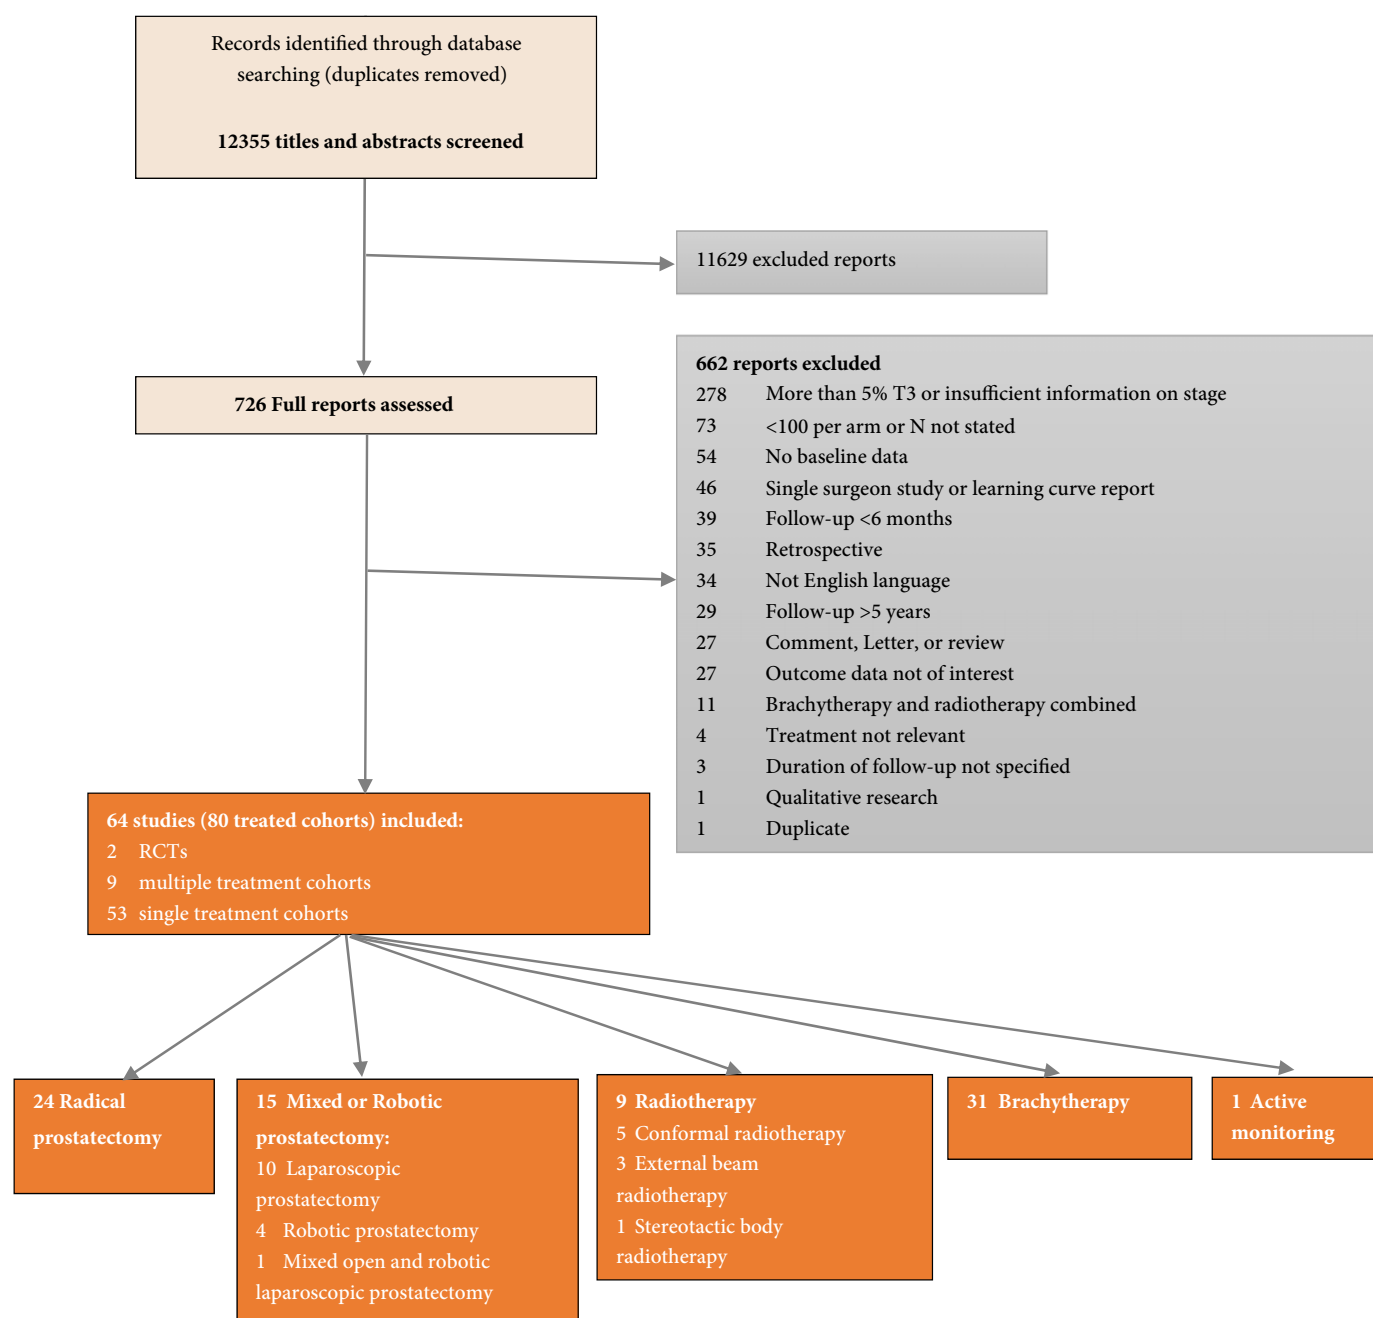 Records identified through database
searching (duplicates removed)
12355 titles and abstracts screened
11629 excluded reports
726 Full reports assessed
662 reports excluded
278 More than 5% T3 or insufficient information on stage
73 <100 per arm or N not stated
54 No baseline data
46 Single surgeon study or learning curve report
39 Follow-up <6 months
35 Retrospective
34 Not English language
29 Follow-up >5 years
27 Comment, Letter, or review
27 Outcome data not of interest
11 Brachytherapy and radiotherapy combined
4 Treatment not relevant
3 Duration of follow-up not specified
1 Qualitative research
1 Duplicate
64 studies (80 treated cohorts) included:
2 RCTs
9 multiple treatment cohorts
53 single treatment cohorts
24 Radical
prostatectomy
15 Mixed or Robotic
prostatectomy:
10 Laparoscopic
prostatectomy
4 Robotic prostatectomy
1 Mixed open and robotic
laparoscopic prostatectomy
9 Radiotherapy
5 Conformal radiotherapy
3 External beam
radiotherapy
1 Stereotactic body
radiotherapy
31 Brachytherapy
1 Active
monitoring